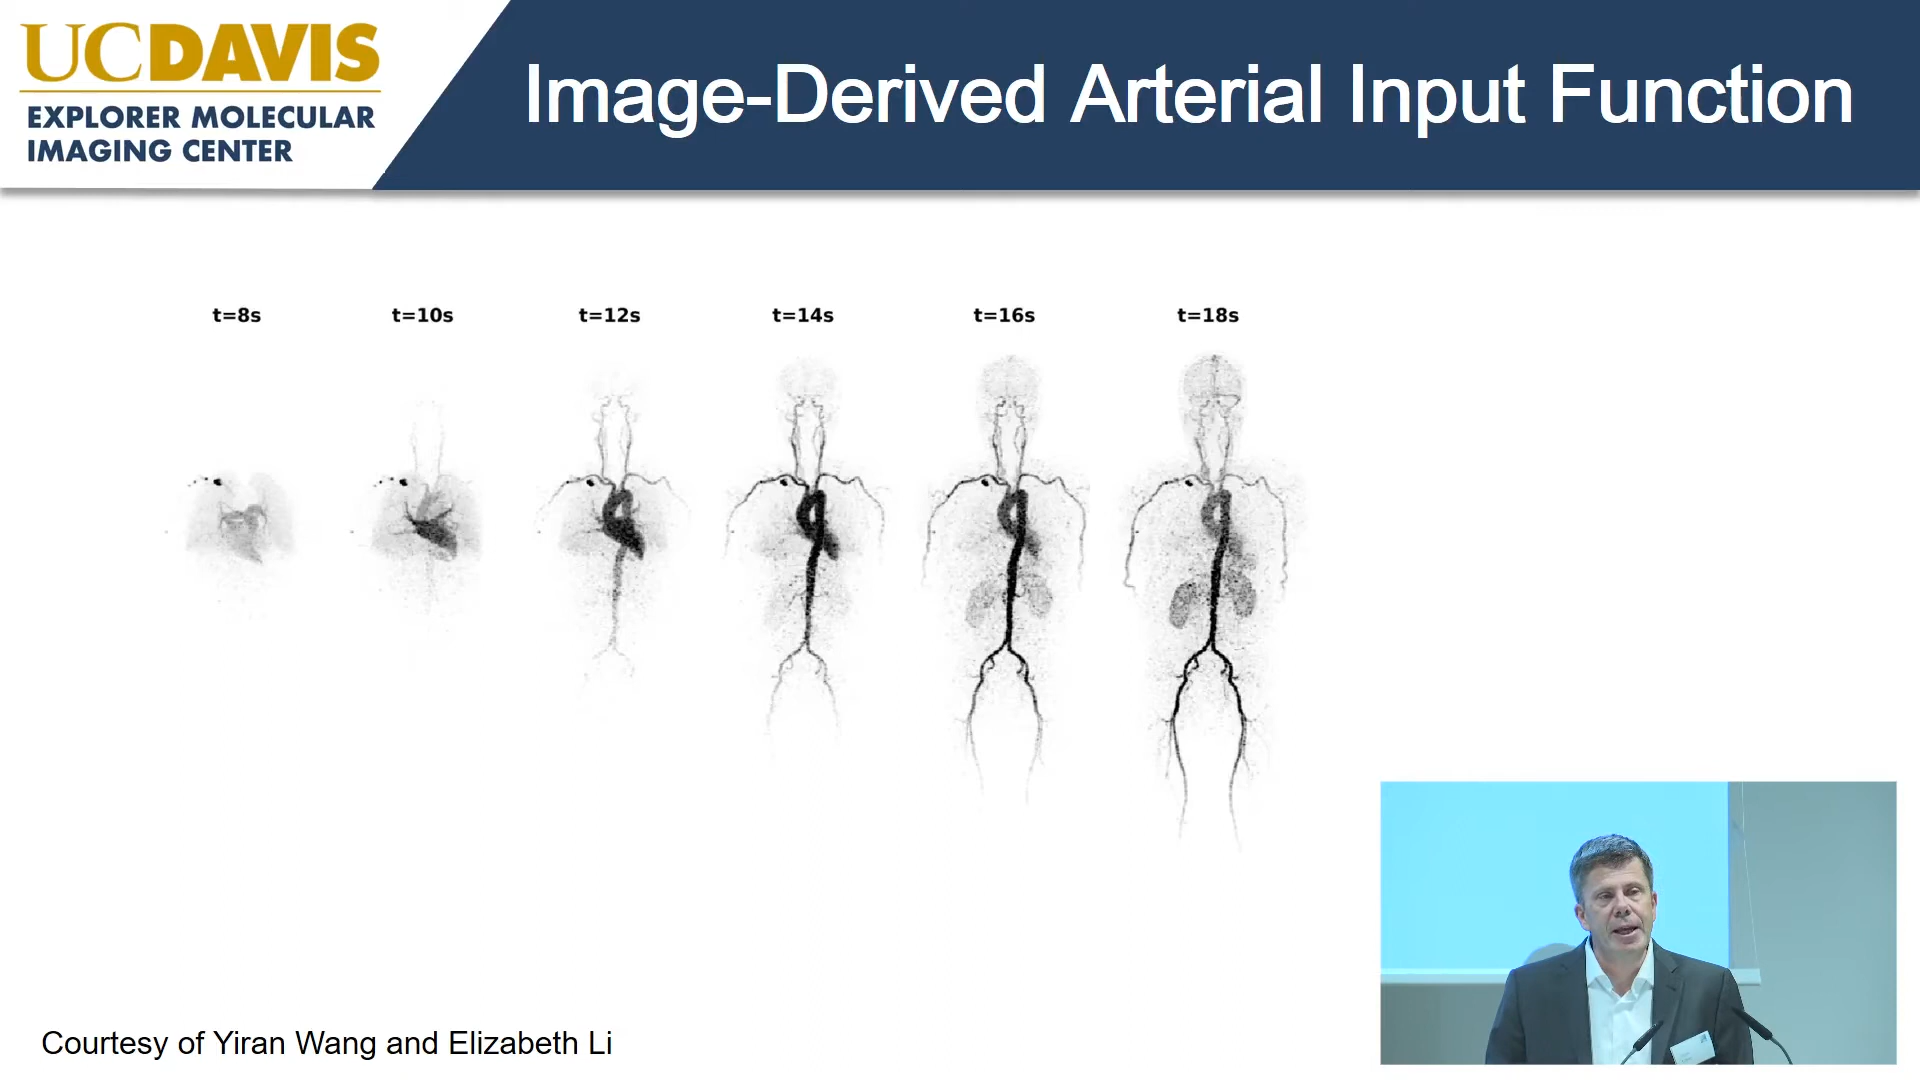 UCDAVIS
EXPLORER MOLECULAR
IMAGING CENTER
Image-Derived Arterial Input Function
t=8s
t=10s
t=12s
t=14s
t=16s
t=18s
Courtesy of Yiran Wang and Elizabeth Li